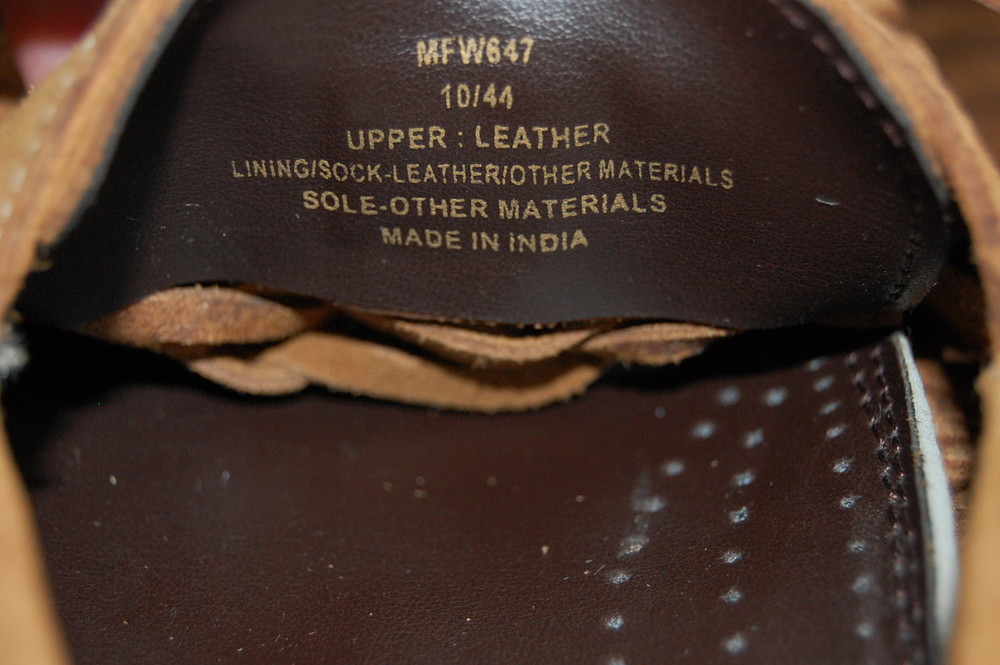 MFW647
10/44
UPPER : LEATHER
LINING/SOCK-LEATHER/OTHER MATERIALS
SOLE-OTHER MATERIALS
MADE IN INDIA